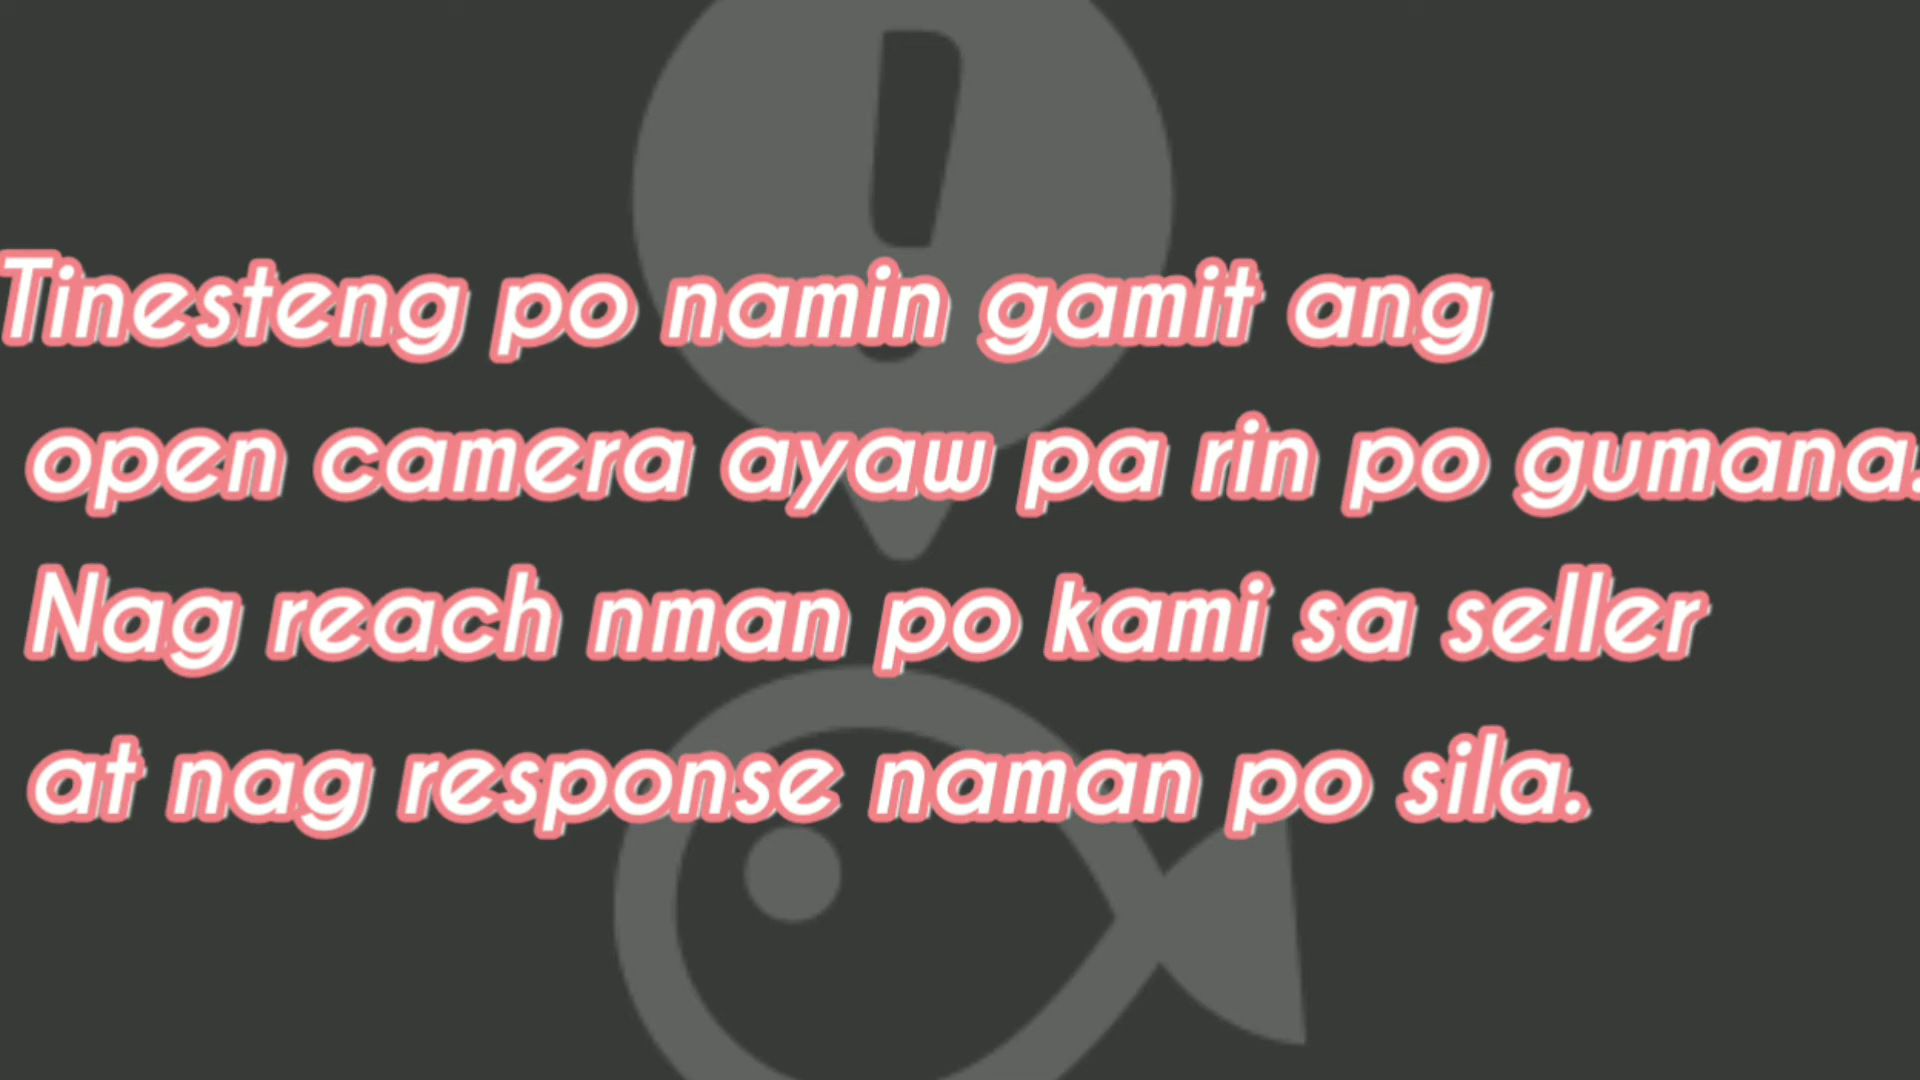 Tinesteng po namin gamit ang
open camera ayaw pa rin po gumana.
Nag reach nman po kami sa seller
at nag response naman po sila.